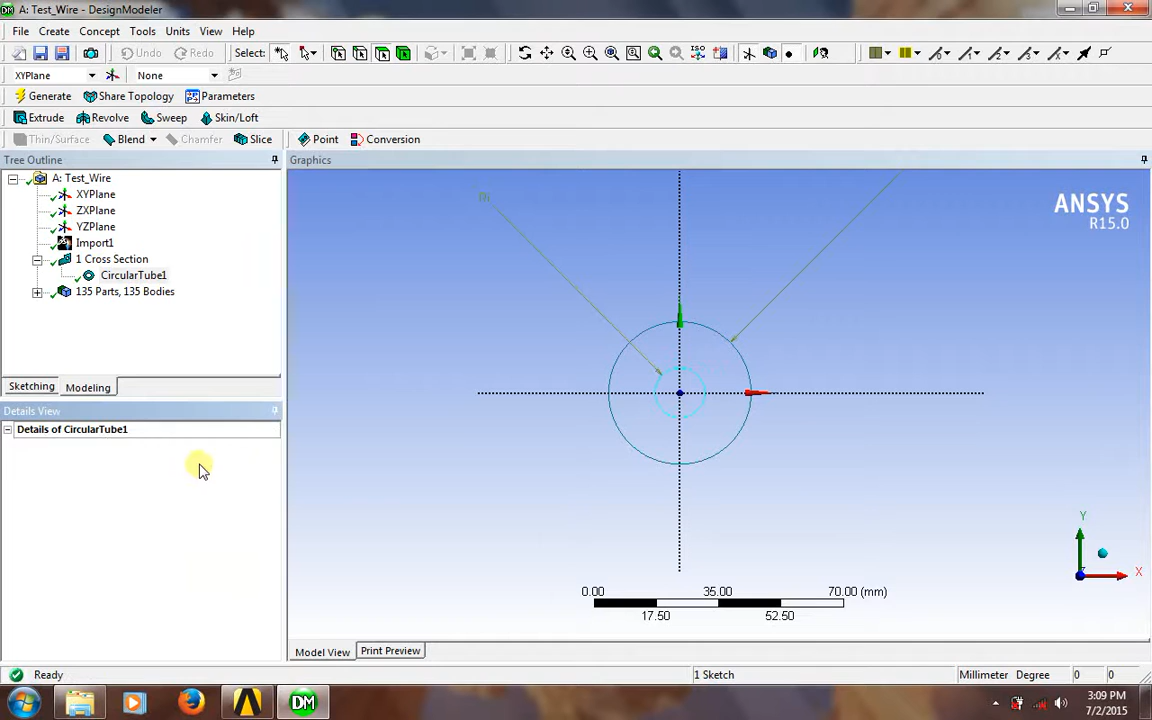 A: Test_Wire - DesignModeler
File Create Concept Tools Units View Help
Undo Redo Select:
XYPlane None
Generate Share Topology Parameters
Extrude Revolve Sweep Skin/Loft
Thin/Surface Blend Chamfer Slice Point Conversion
Tree Outline
A: Test_Wire
XYPlane
ZXPlane
YZPlane
Import1
1 Cross Section
CircularTube1
135 Parts, 135 Bodies
Sketching Modeling
Details View
Details of CircularTube1
Graphics
ANSYS
R15.0
Y
X
0.00 35.00 70.00 (mm)
17.50 52.50
Model View Print Preview
Ready 1 Sketch Millimeter Degree 0 0
DM
3:09 PM
7/2/2015